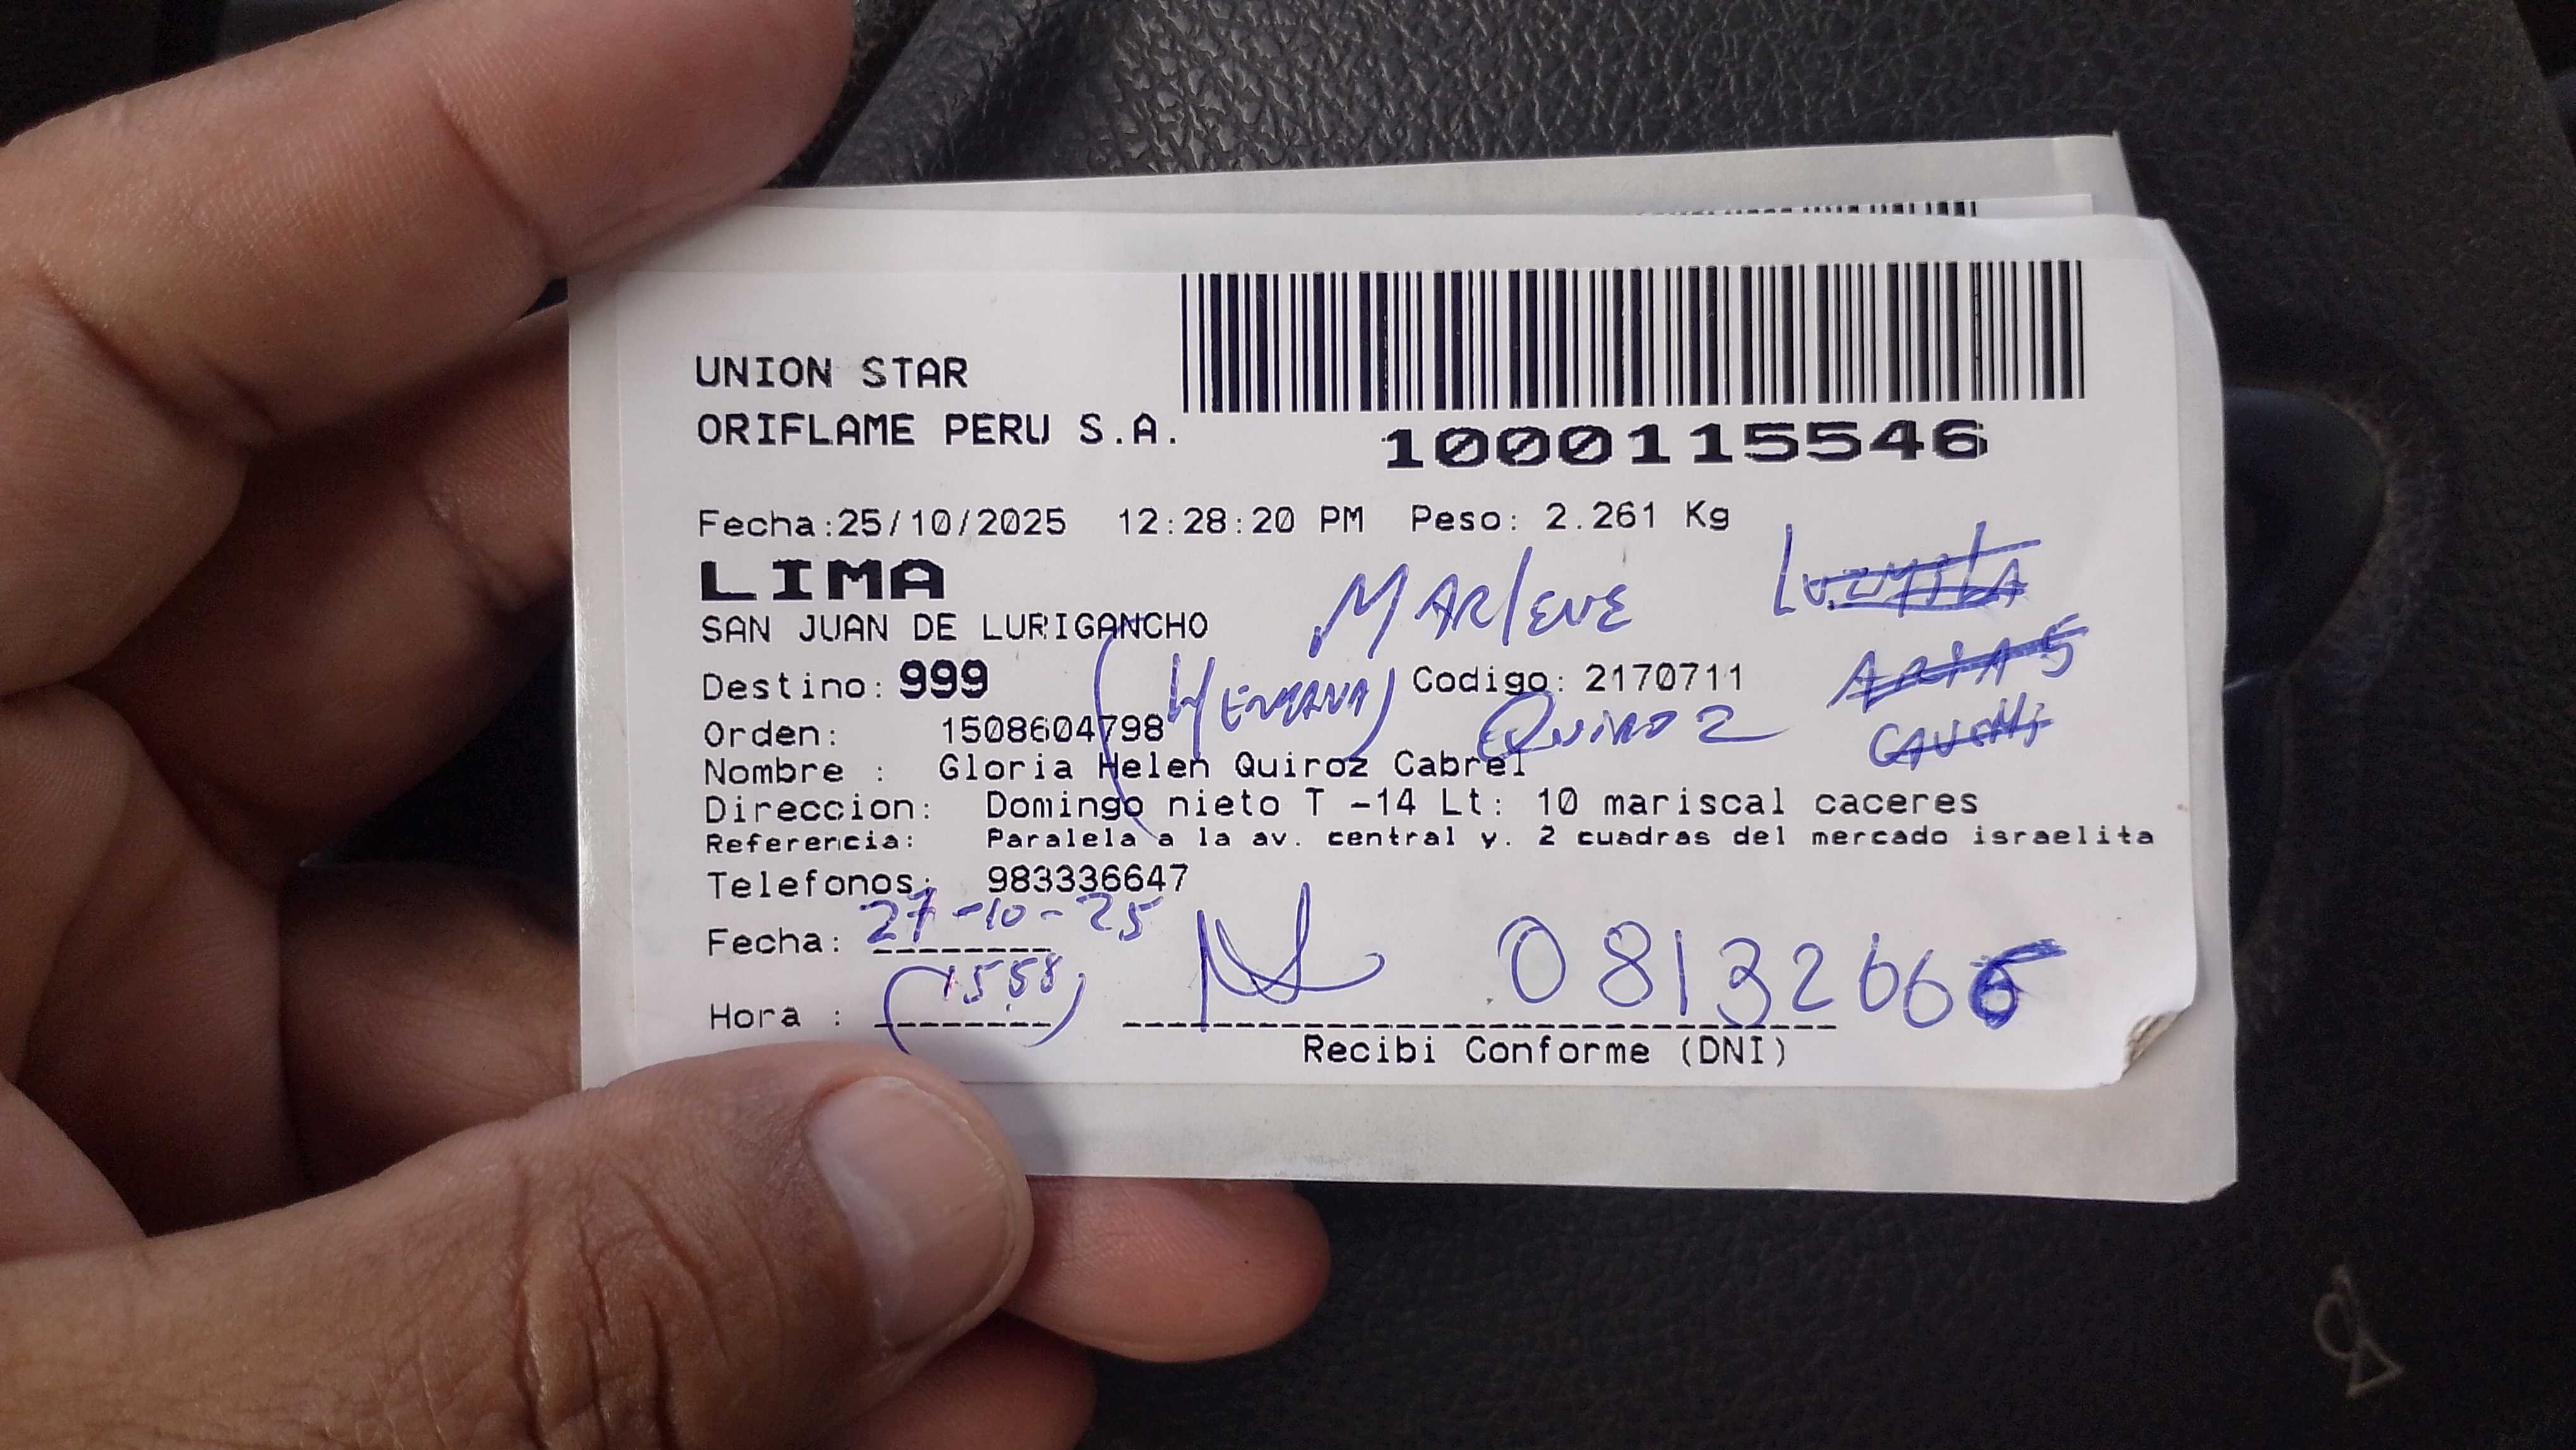 UNION STAR
ORIFLAME PERU S.A.
1000115546
Fecha:25/10/2025 12:28:20 PM Peso: 2.261 Kg
LIMA
SAN JUAN DE LURIGANCHO
MARlENE
Destino: 999
(HERMANA)
Codigo: 2170711
ARIAS
QUIROZ
Orden: 1508604798
Nombre : Gloria Helen Quiroz Cabrel
Direccion: Domingo nieto T -14 Lt: 10 mariscal caceres
Referencia: Paralela a la av. central y. 2 cuadras del mercado israelita
Telefonos: 983336647
Fecha: 27-10-25
Hora : (1558)
08132666
Recibi Conforme (DNI)